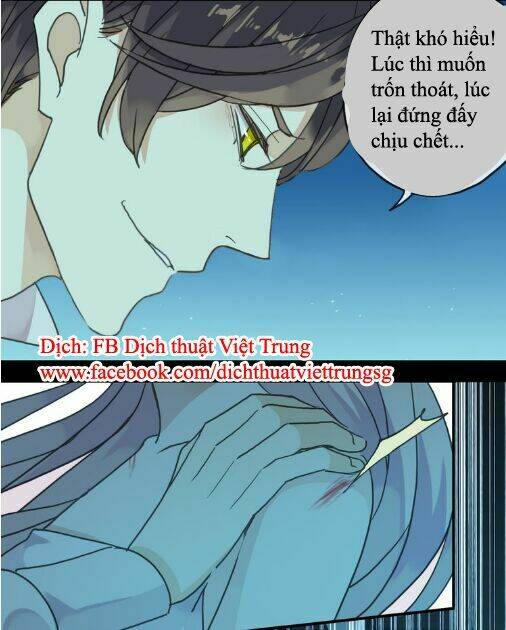 Thật khó hiểu!
Lúc thì muốn
trốn thoát, lúc
lại đứng đấy
chịu chết...
Dịch: FB Dịch thuật Việt Trung
www.facebook.com/dichthuatviettrungsg